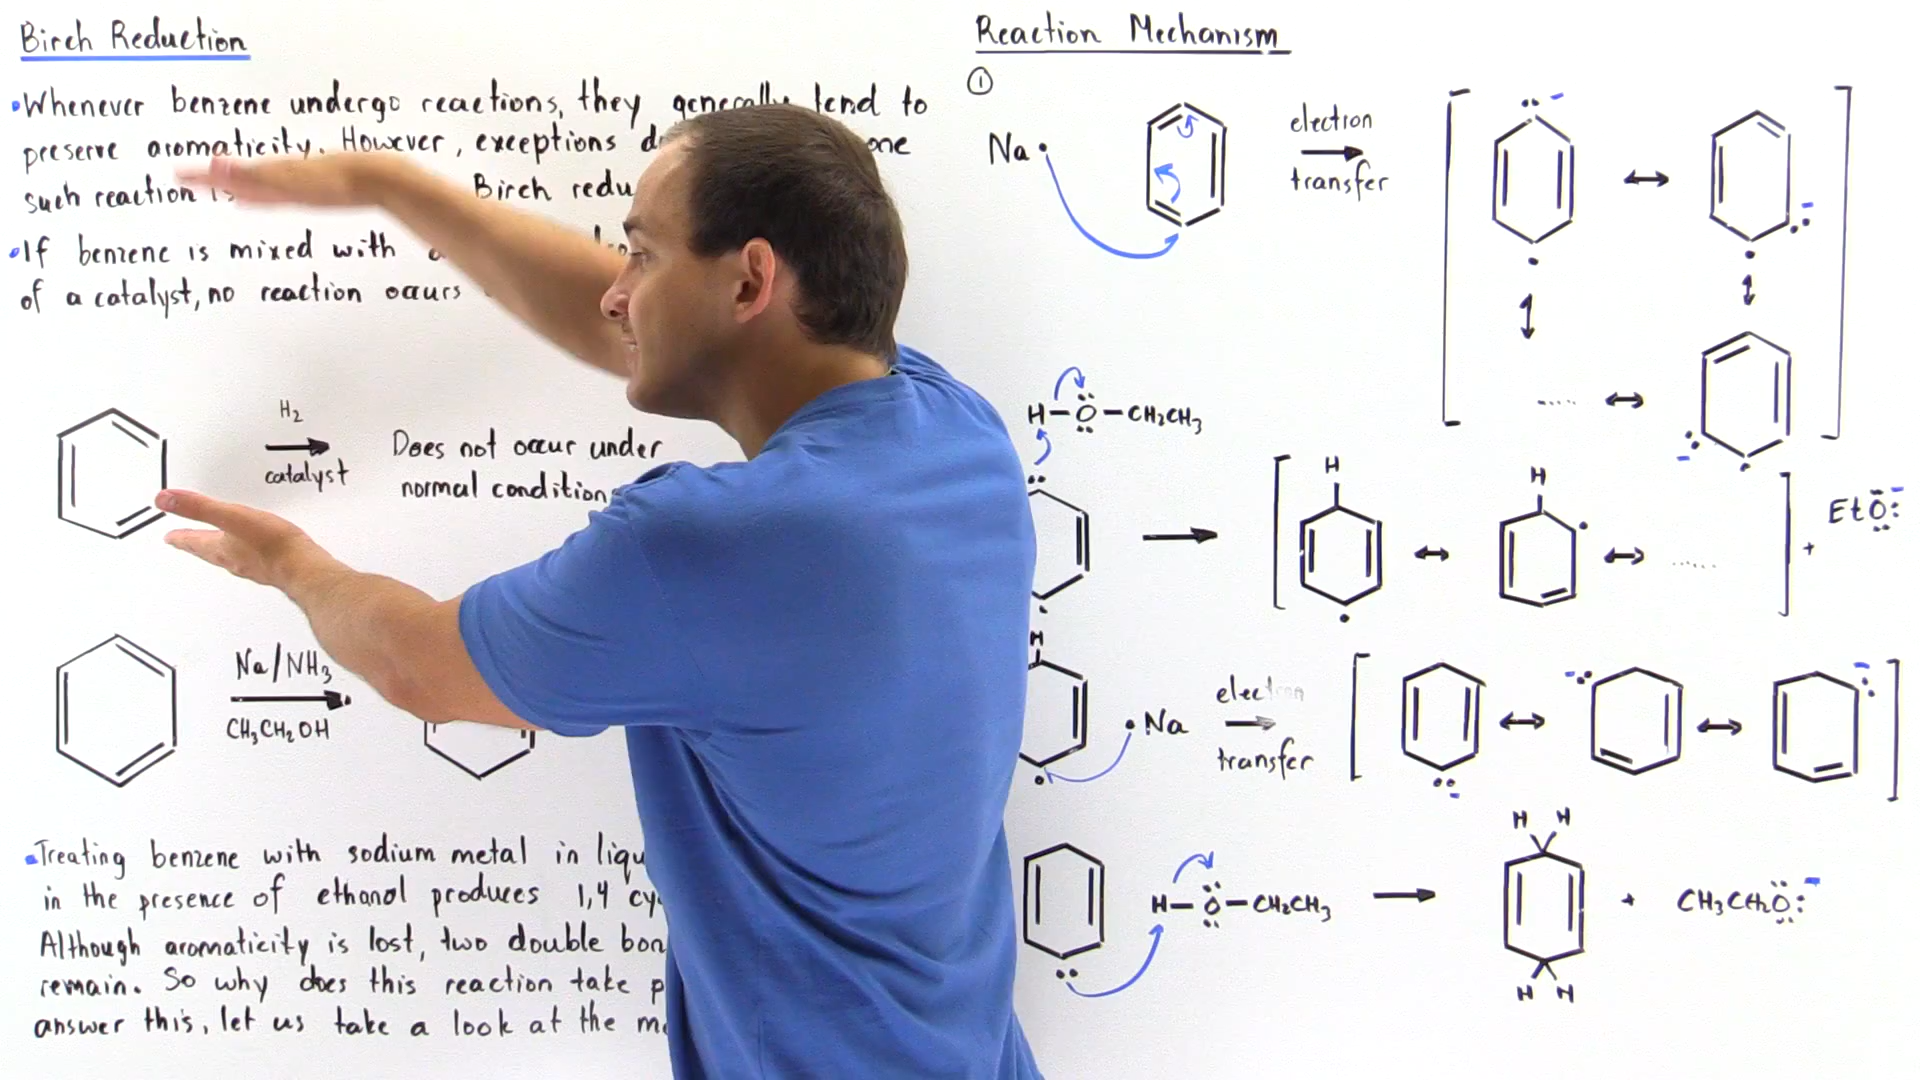 Birch Reduction
•Whenever benzene undergo reactions, they generally tend to
preserve aromaticity. However, exceptions one
such reaction is Birch
•If benzene is mixed with
of a catalyst, no reaction occurs
H2
catalyst
Does not occur under
normal condition
Na/NH3
CH3CH2OH
•Treating benzene with sodium metal in
in the presence of ethanol produces 1,4
Although aromaticity is lost, two double
remain. So why does this reaction take
answer this, let us take a look at the
Reaction Mechanism
①
Na•
electron
transfer
H–O–CH2CH3
H
H
+ EtO:
H
•Na
electron
transfer
H–O–CH2CH3
H H
H H
+ CH3CH2O: